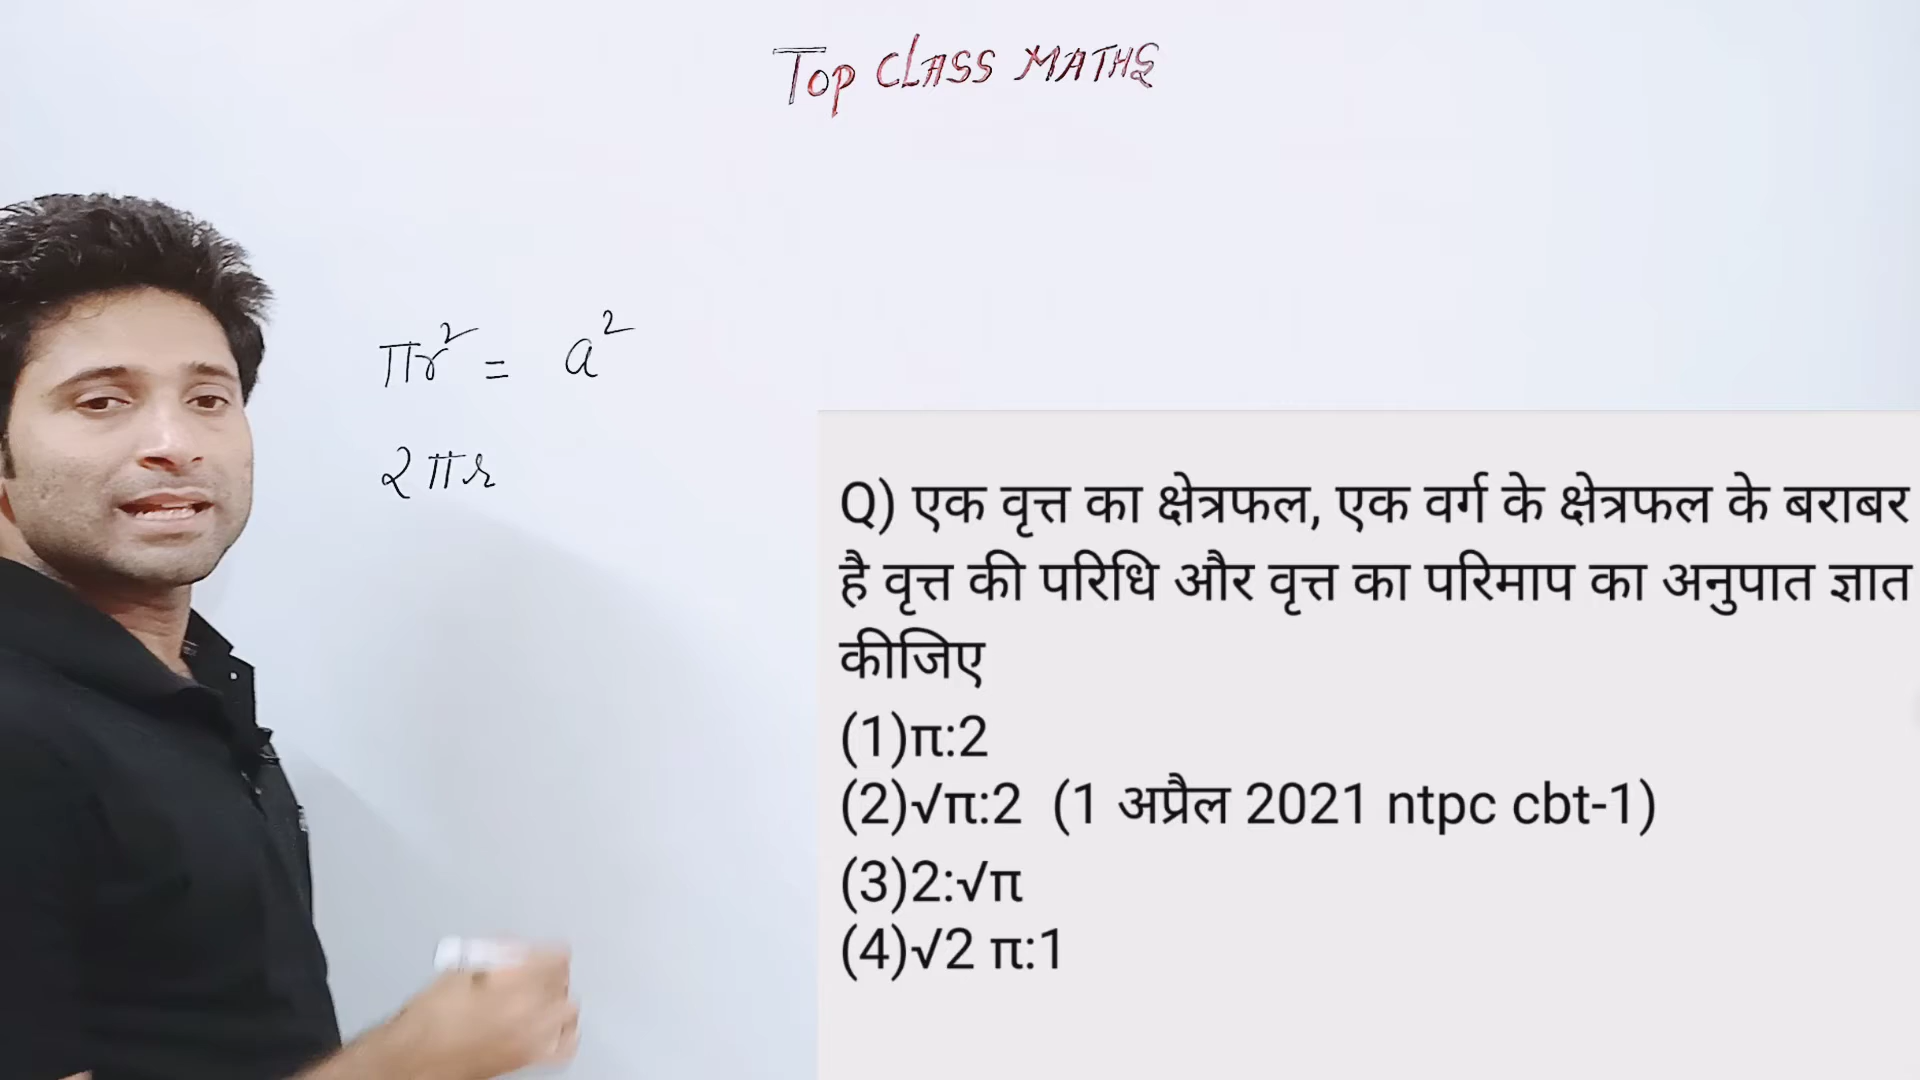 TOP CLASS MATHS
πr² = a²
2πr
Q) एक वृत्त का क्षेत्रफल, एक वर्ग के क्षेत्रफल के बराबर
है वृत्त की परिधि और वृत्त का परिमाप का अनुपात ज्ञात
कीजिए
(1)π:2
(2)√π:2 (1 अप्रैल 2021 ntpc cbt-1)
(3)2:√π
(4)√2 π:1